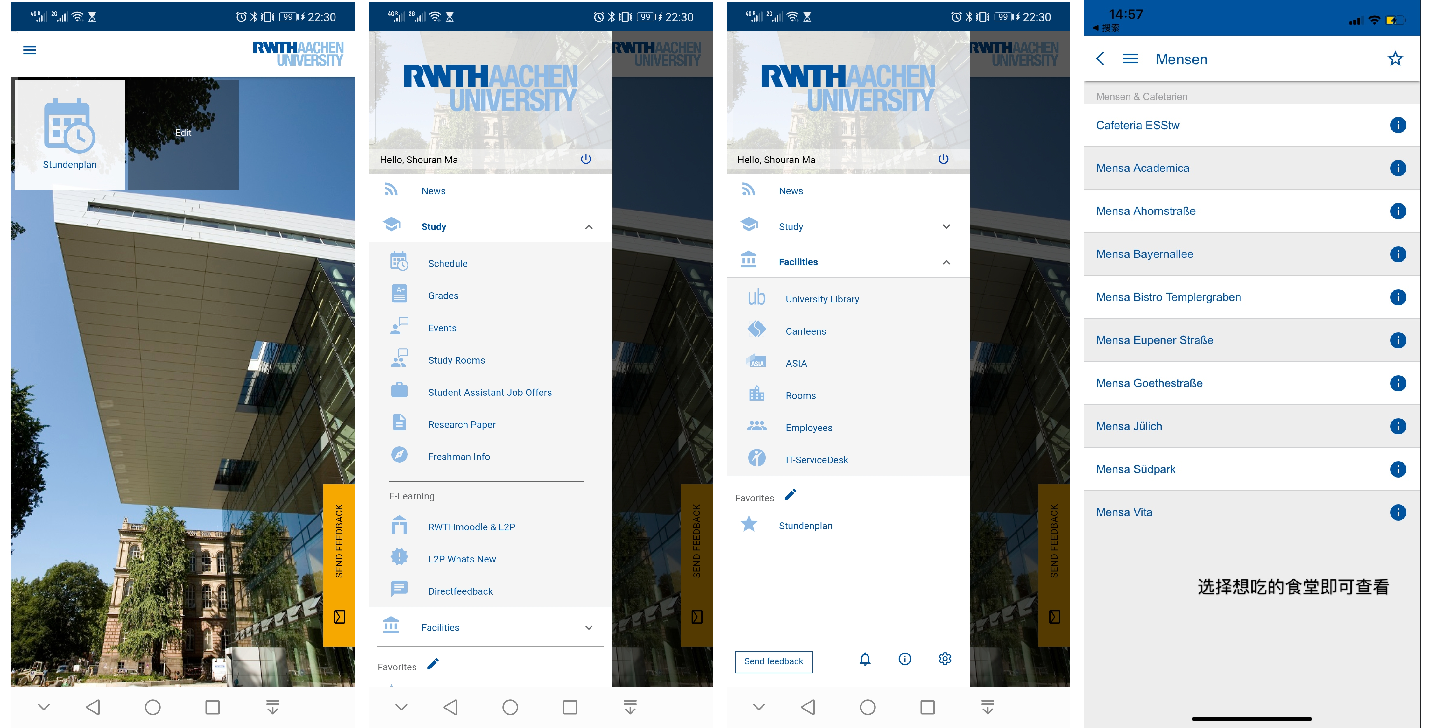 99 22:30
RWTHAACHEN
UNIVERSITY
Stundenplan
Edit
SEND FEEDBACK
99 22:30
RWTHAACHEN
UNIVERSITY
RWTHAACHEN
UNIVERSITY
Hello, Shouran Ma
News
Study
Schedule
Grades
Events
Study Rooms
Student Assistant Job Offers
Research Paper
Freshman Info
E-Learning
RWTHmoodle & L2P
L2P Whats New
Directfeedback
Facilities
Favorites
SEND FEEDBACK
99 22:30
RWTHAACHEN
UNIVERSITY
RWTHAACHEN
UNIVERSITY
Hello, Shouran Ma
News
Study
Facilities
ub University Library
Canteens
AStA
Rooms
Employees
IT-ServiceDesk
Favorites
Stundenplan
Send feedback
SEND FEEDBACK
14:57
搜索
Mensen
Mensen & Cafeterien
Cafeteria ESStw
Mensa Academica
Mensa Ahornstraße
Mensa Bayernallee
Mensa Bistro Templergraben
Mensa Eupener Straße
Mensa Goethestraße
Mensa Jülich
Mensa Südpark
Mensa Vita
选择想吃的食堂即可查看